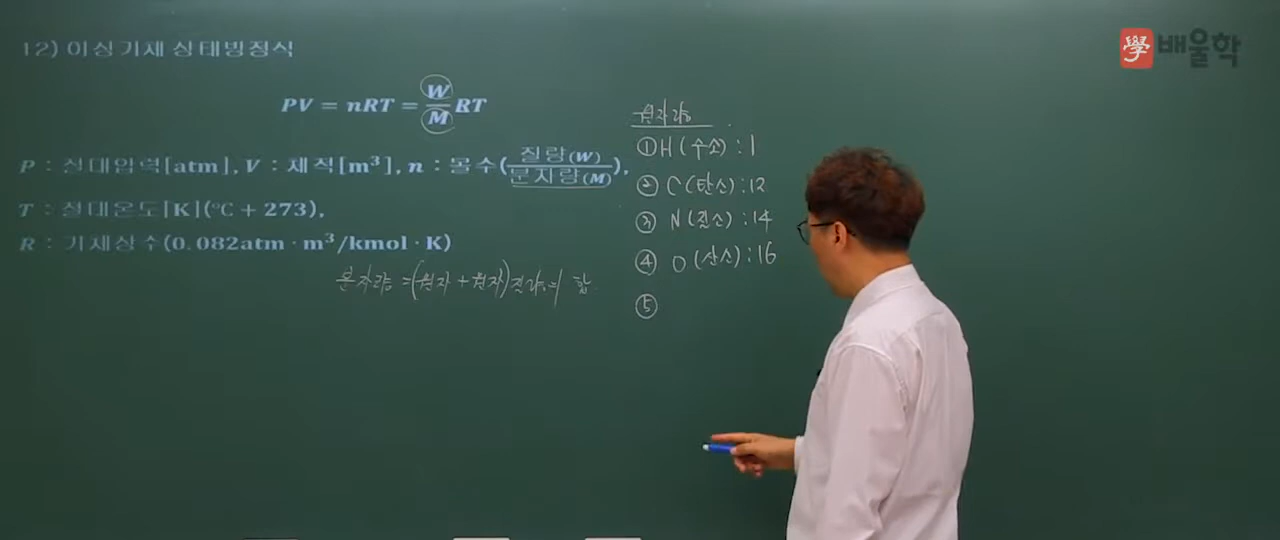 12) 이상기체 상태방정식
學 배울학
PV = nRT = W/M RT
P : 절대압력[atm], V : 체적[m³], n : 몰수(질량(W)/분자량(M)),
T : 절대온도[K](℃ + 273),
R : 기체상수(0.082atm · m³/kmol · K)
분자량 = (원자 + 원자) 질량의 합.
원자량
① H (수소) : 1
② C (탄소) : 12
③ N (질소) : 14
④ O (산소) : 16
⑤